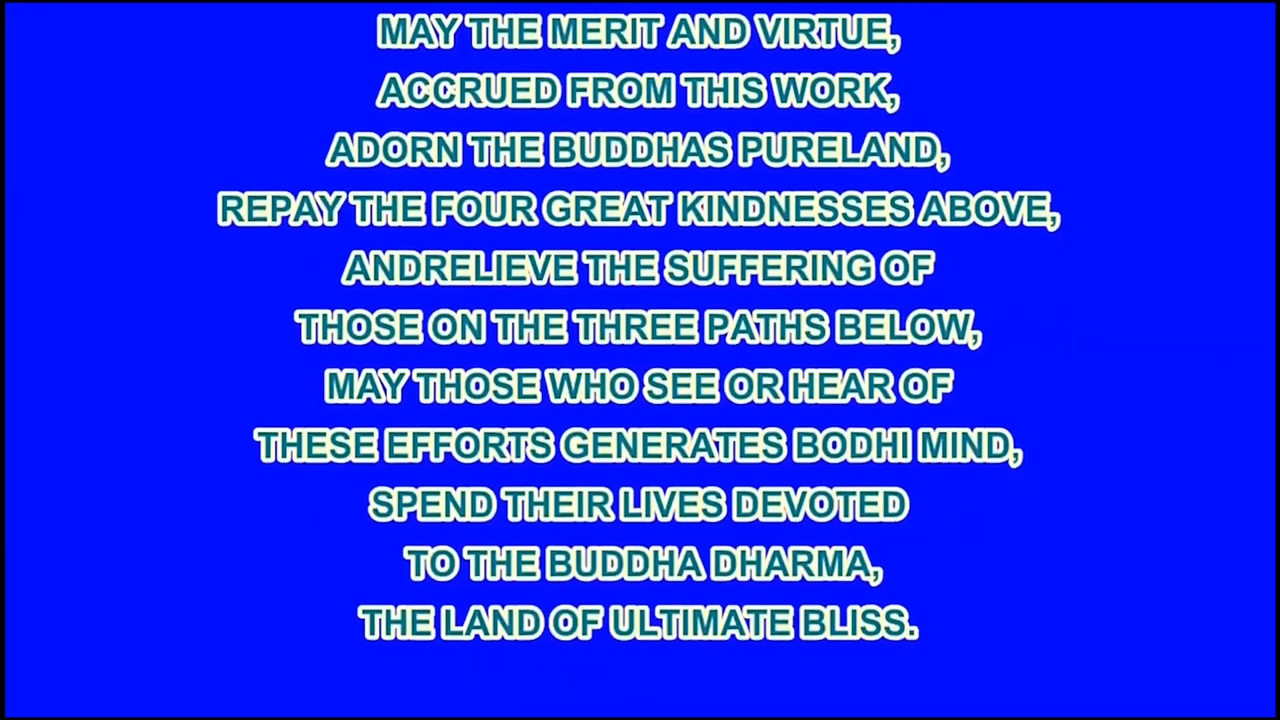 MAY THE MERIT AND VIRTUE,
ACCRUED FROM THIS WORK,
ADORN THE BUDDHAS PURELAND,
REPAY THE FOUR GREAT KINDNESSES ABOVE,
ANDRELIEVE THE SUFFERING OF
THOSE ON THE THREE PATHS BELOW,
MAY THOSE WHO SEE OR HEAR OF
THESE EFFORTS GENERATES BODHI MIND,
SPEND THEIR LIVES DEVOTED
TO THE BUDDHA DHARMA,
THE LAND OF ULTIMATE BLISS.